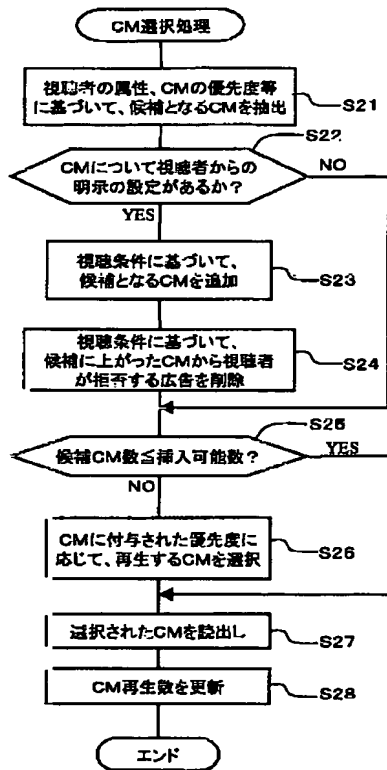 CM選択処理
視聴者の属性、CMの優先度等
に基づいて、候補となるCMを抽出
S21
S22
CMについて視聴者からの
明示の設定があるか?
NO
YES
視聴条件に基づいて、
候補となるCMを追加
S23
視聴条件に基づいて、
候補に上がったCMから視聴者
が拒否する広告を削除
S24
S25
候補CM数≦挿入可能数?
YES
NO
CMに付与された優先度に
応じて、再生するCMを選択
S26
選択されたCMを読出し
S27
CM再生数を更新
S28
エンド